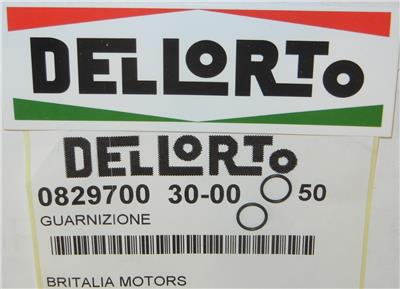 DELLORTO
DELLORTO
0829700 30-00 50
GUARNIZIONE
BRITALIA MOTORS